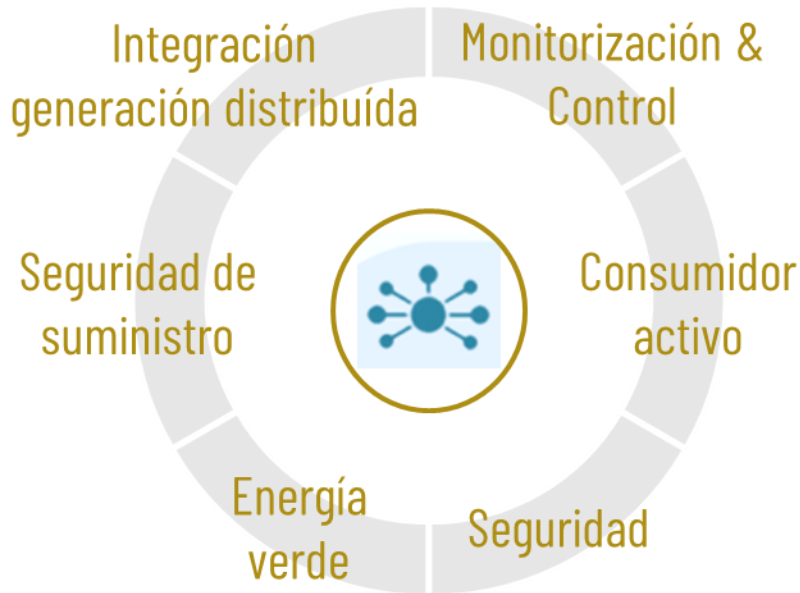 Integración
generación distribuída
Monitorización &
Control
Consumidor
activo
Seguridad
Energía
verde
Seguridad de
suministro